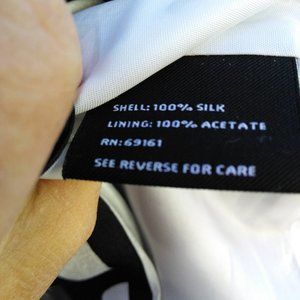 SHELL: 100% SILK
LINING: 100% ACETATE
RN: 69161
SEE REVERSE FOR CARE